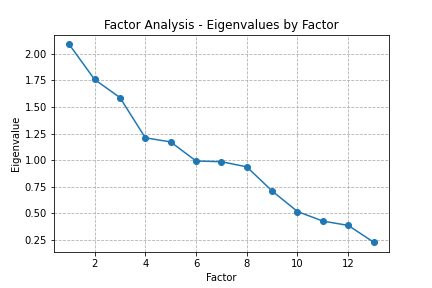 Factor Analysis - Eigenvalues by Factor
Eigenvalue
2.00
1.75
1.50
1.25
1.00
0.75
0.50
0.25
2 4 6 8 10 12
Factor